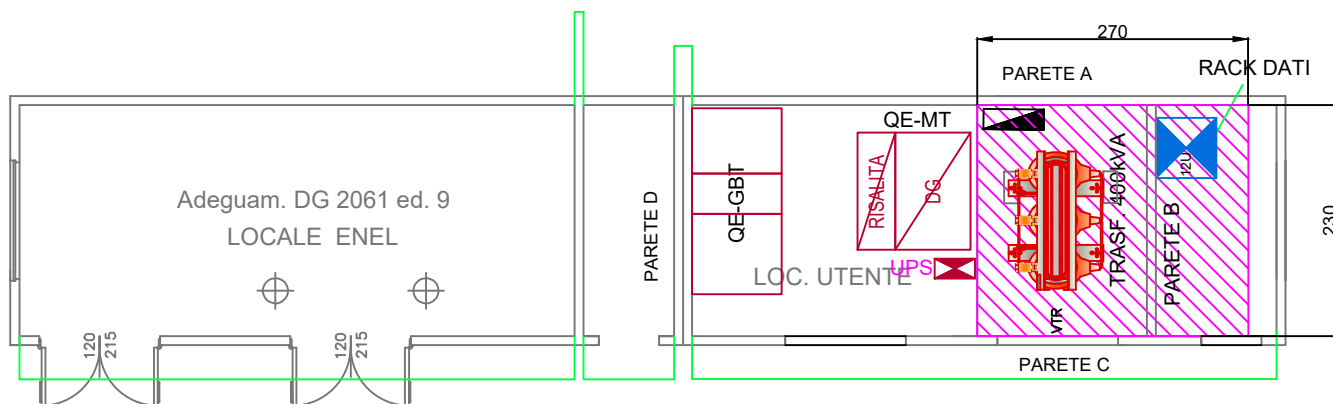 270
PARETE A
RACK DATI
QE-MT
Adeguam. DG 2061 ed. 9
LOCALE ENEL
PARETE D
QE-GBT
RISALITA
DG
UPS
LOC. UTENTE
TRASF. 400kVA
VTR
PARETE B
12U
230
120
215
120
215
PARETE C